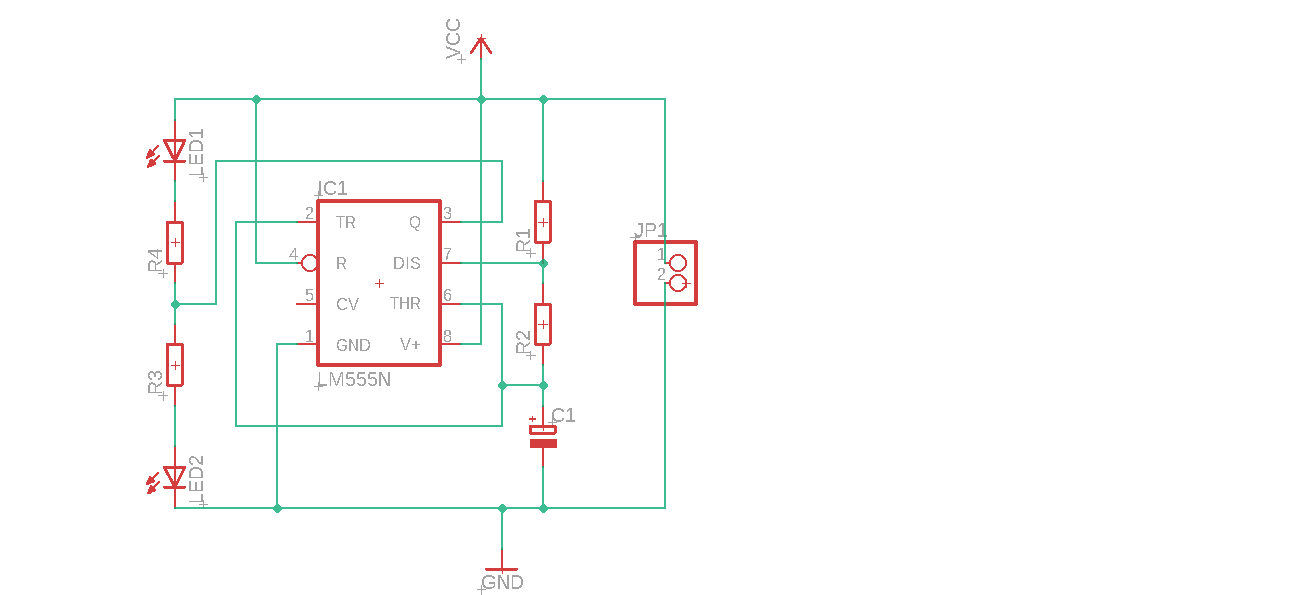 VCC
LED1
IC1
2 TR Q 3
4 R DIS 7
5 CV THR 6
1 GND V+ 8
LM555N
R4
R3
LED2
R1
R2
C1
+
JP1
1
2
GND